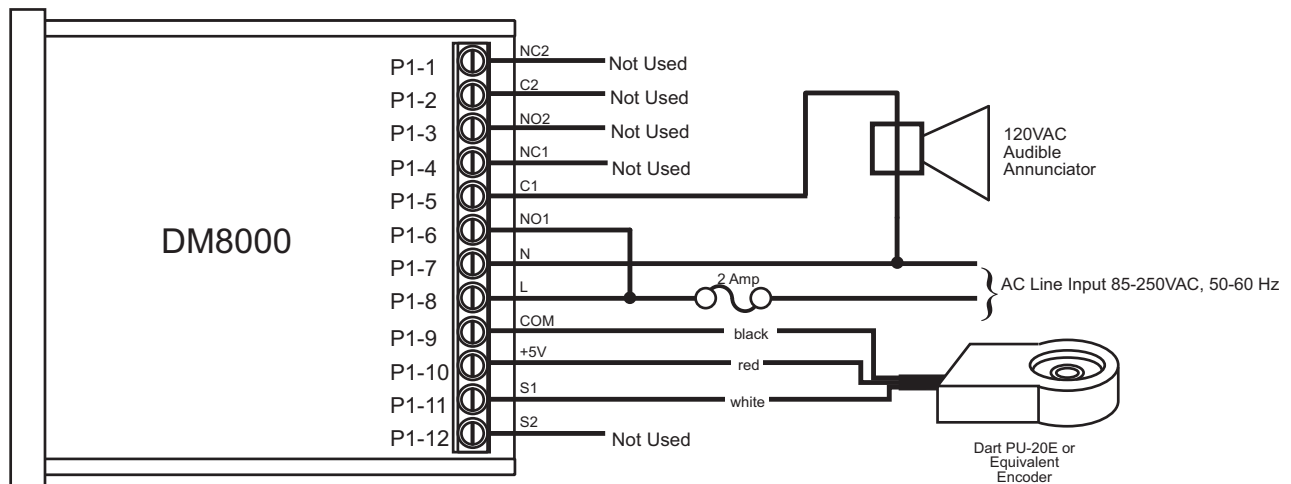 DM8000
P1-1 NC2 Not Used
P1-2 C2 Not Used
P1-3 NO2 Not Used
P1-4 NC1 Not Used
P1-5 C1
P1-6 NO1
P1-7 N
P1-8 L 2 Amp
P1-9 COM black
P1-10 +5V red
P1-11 S1 white
P1-12 S2 Not Used
120VAC
Audible
Annunciator
AC Line Input 85-250VAC, 50-60 Hz
Dart PU-20E or
Equivalent
Encoder